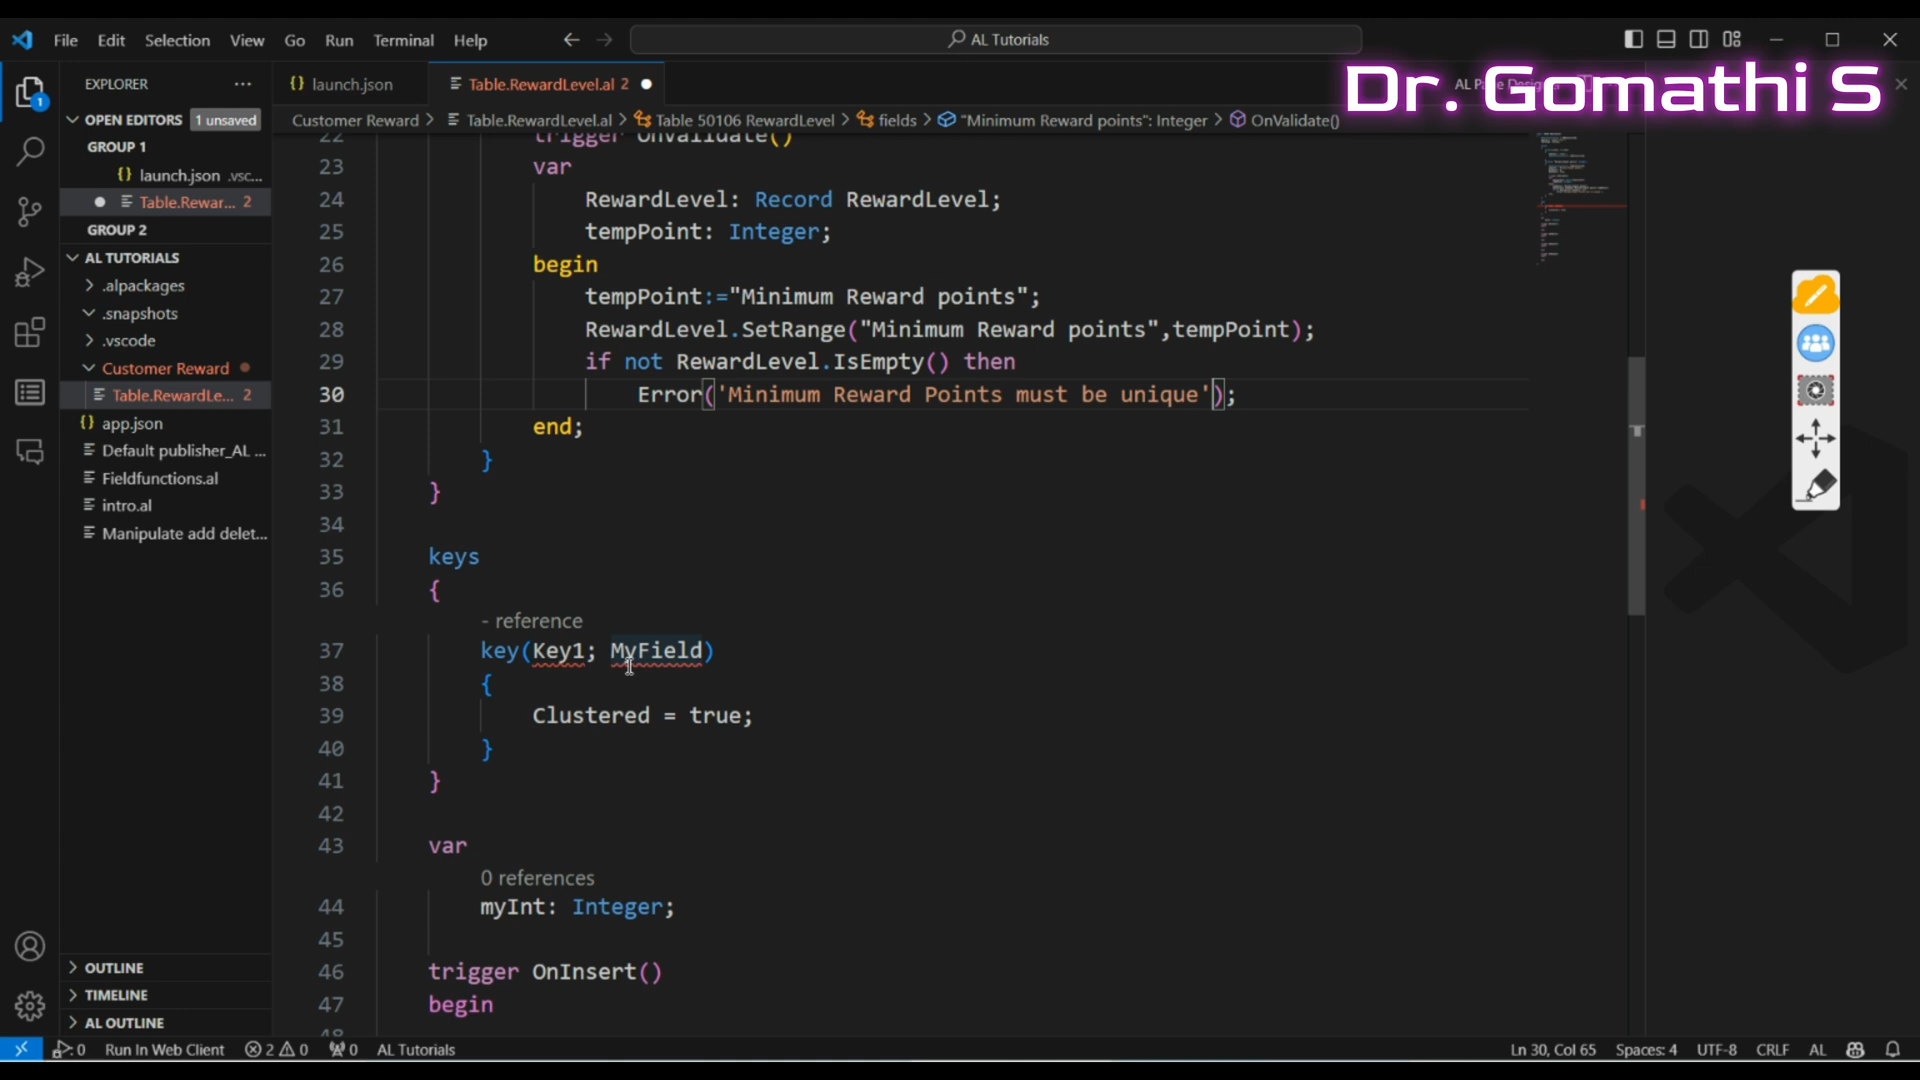 File Edit Selection View Go Run Terminal Help
AL Tutorials
Dr. Gomathi S
EXPLORER
launch.json
Table.RewardLevel.al 2
OPEN EDITORS 1 unsaved
Customer Reward > Table.RewardLevel.al > Table 50106 RewardLevel > fields > "Minimum Reward points": Integer > OnValidate()
GROUP 1
launch.json .vsc...
Table.Rewar... 2
GROUP 2
AL TUTORIALS
.alpackages
.snapshots
.vscode
Customer Reward
Table.RewardLe... 2
app.json
Default publisher_AL ...
Fieldfunctions.al
intro.al
Manipulate add delet...
OUTLINE
TIMELINE
AL OUTLINE
22 trigger OnValidate()
23 var
24 RewardLevel: Record RewardLevel;
25 tempPoint: Integer;
26 begin
27 tempPoint:="Minimum Reward points";
28 RewardLevel.SetRange("Minimum Reward points",tempPoint);
29 if not RewardLevel.IsEmpty() then
30 Error('Minimum Reward Points must be unique');
31 end;
32 }
33 }
34
35 keys
36 {
- reference
37 key(Key1; MyField)
38 {
39 Clustered = true;
40 }
41 }
42
43 var
0 references
44 myInt: Integer;
45
46 trigger OnInsert()
47 begin
48
0 Run In Web Client 2 0 0 AL Tutorials
Ln 30, Col 65 Spaces: 4 UTF-8 CRLF AL